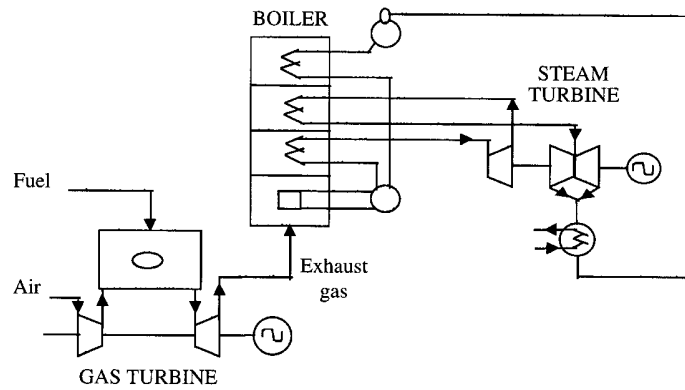 BOILER
STEAM
TURBINE
Fuel
Exhaust
gas
Air
GAS TURBINE